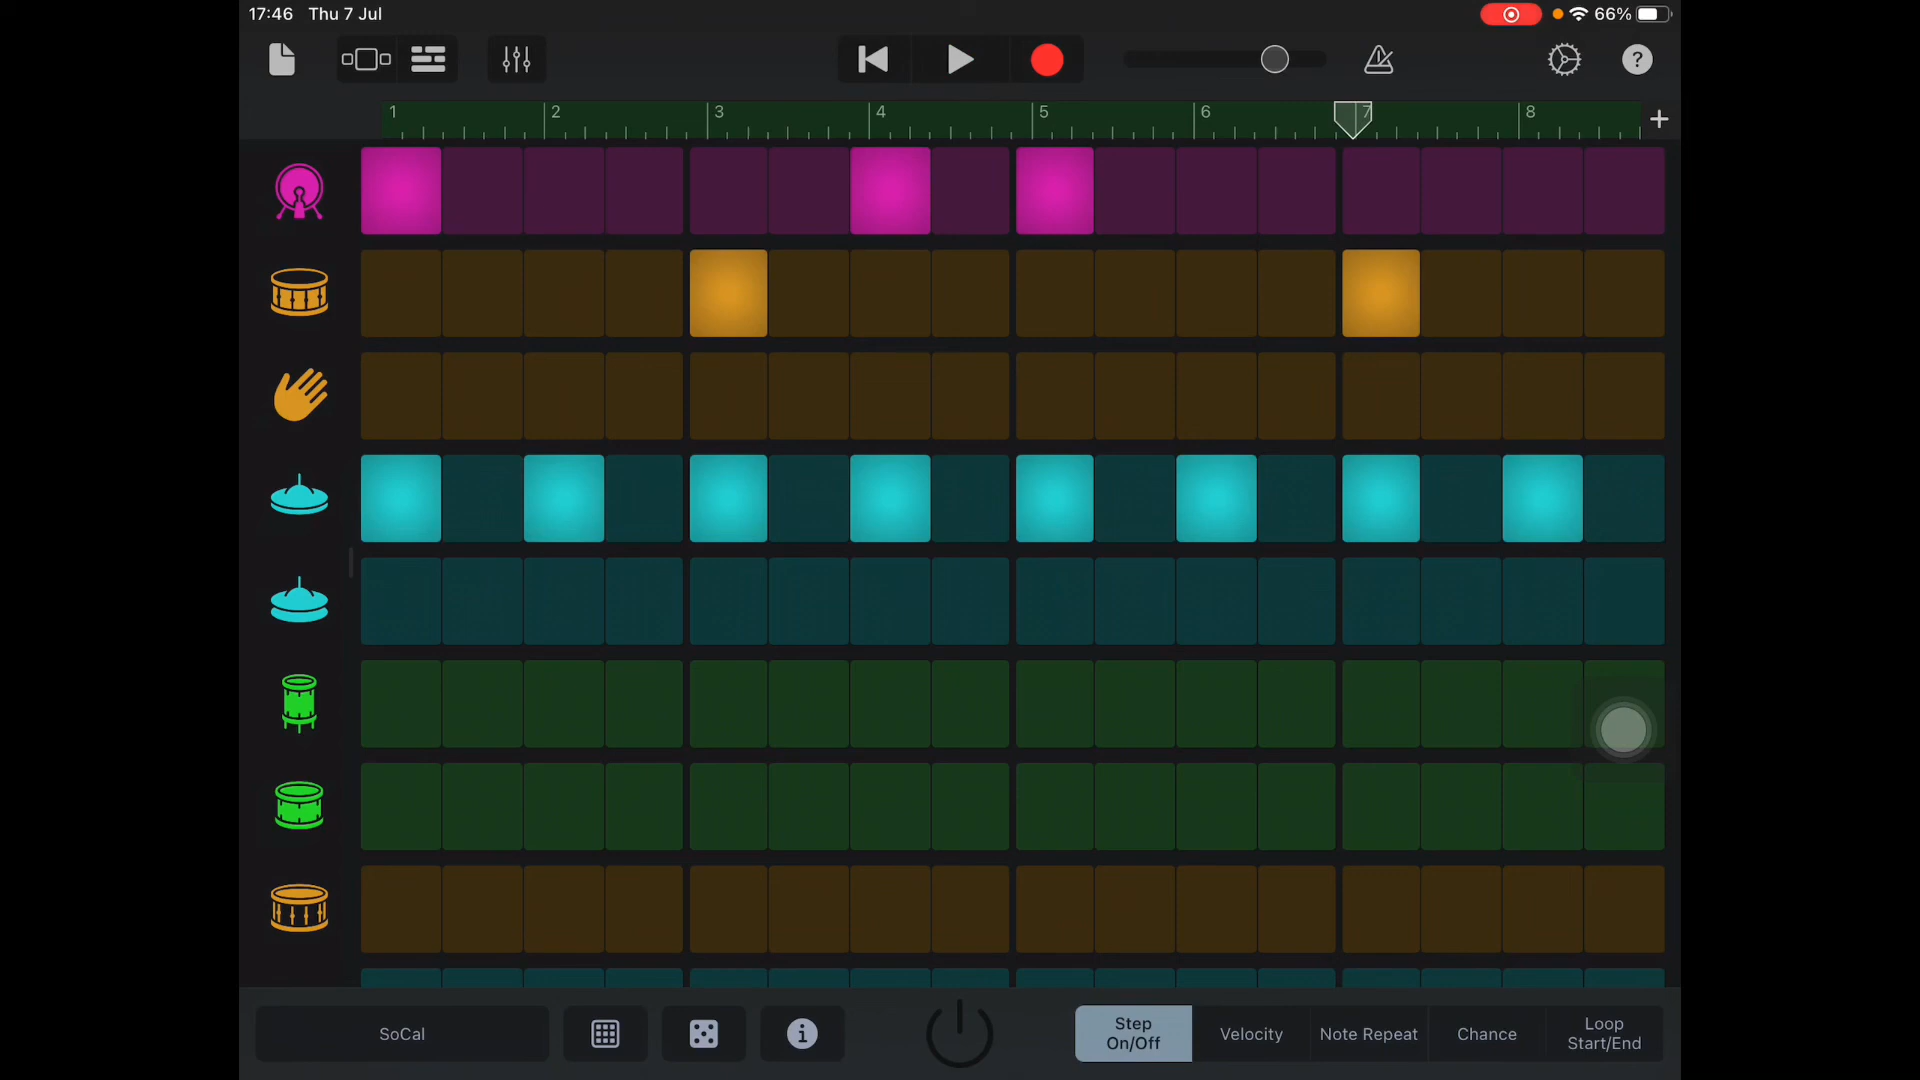 17:46 Thu 7 Jul
66%
?
1 2 3 4 5 6 7 8 +
SoCal
i
Step
On/Off
Velocity
Note Repeat
Chance
Loop
Start/End